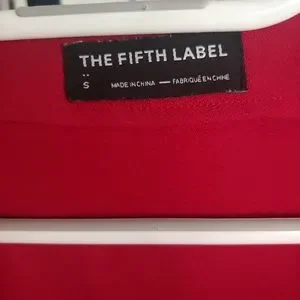 THE FIFTH LABEL
S
MADE IN CHINA — FABRIQUÉ EN CHINE